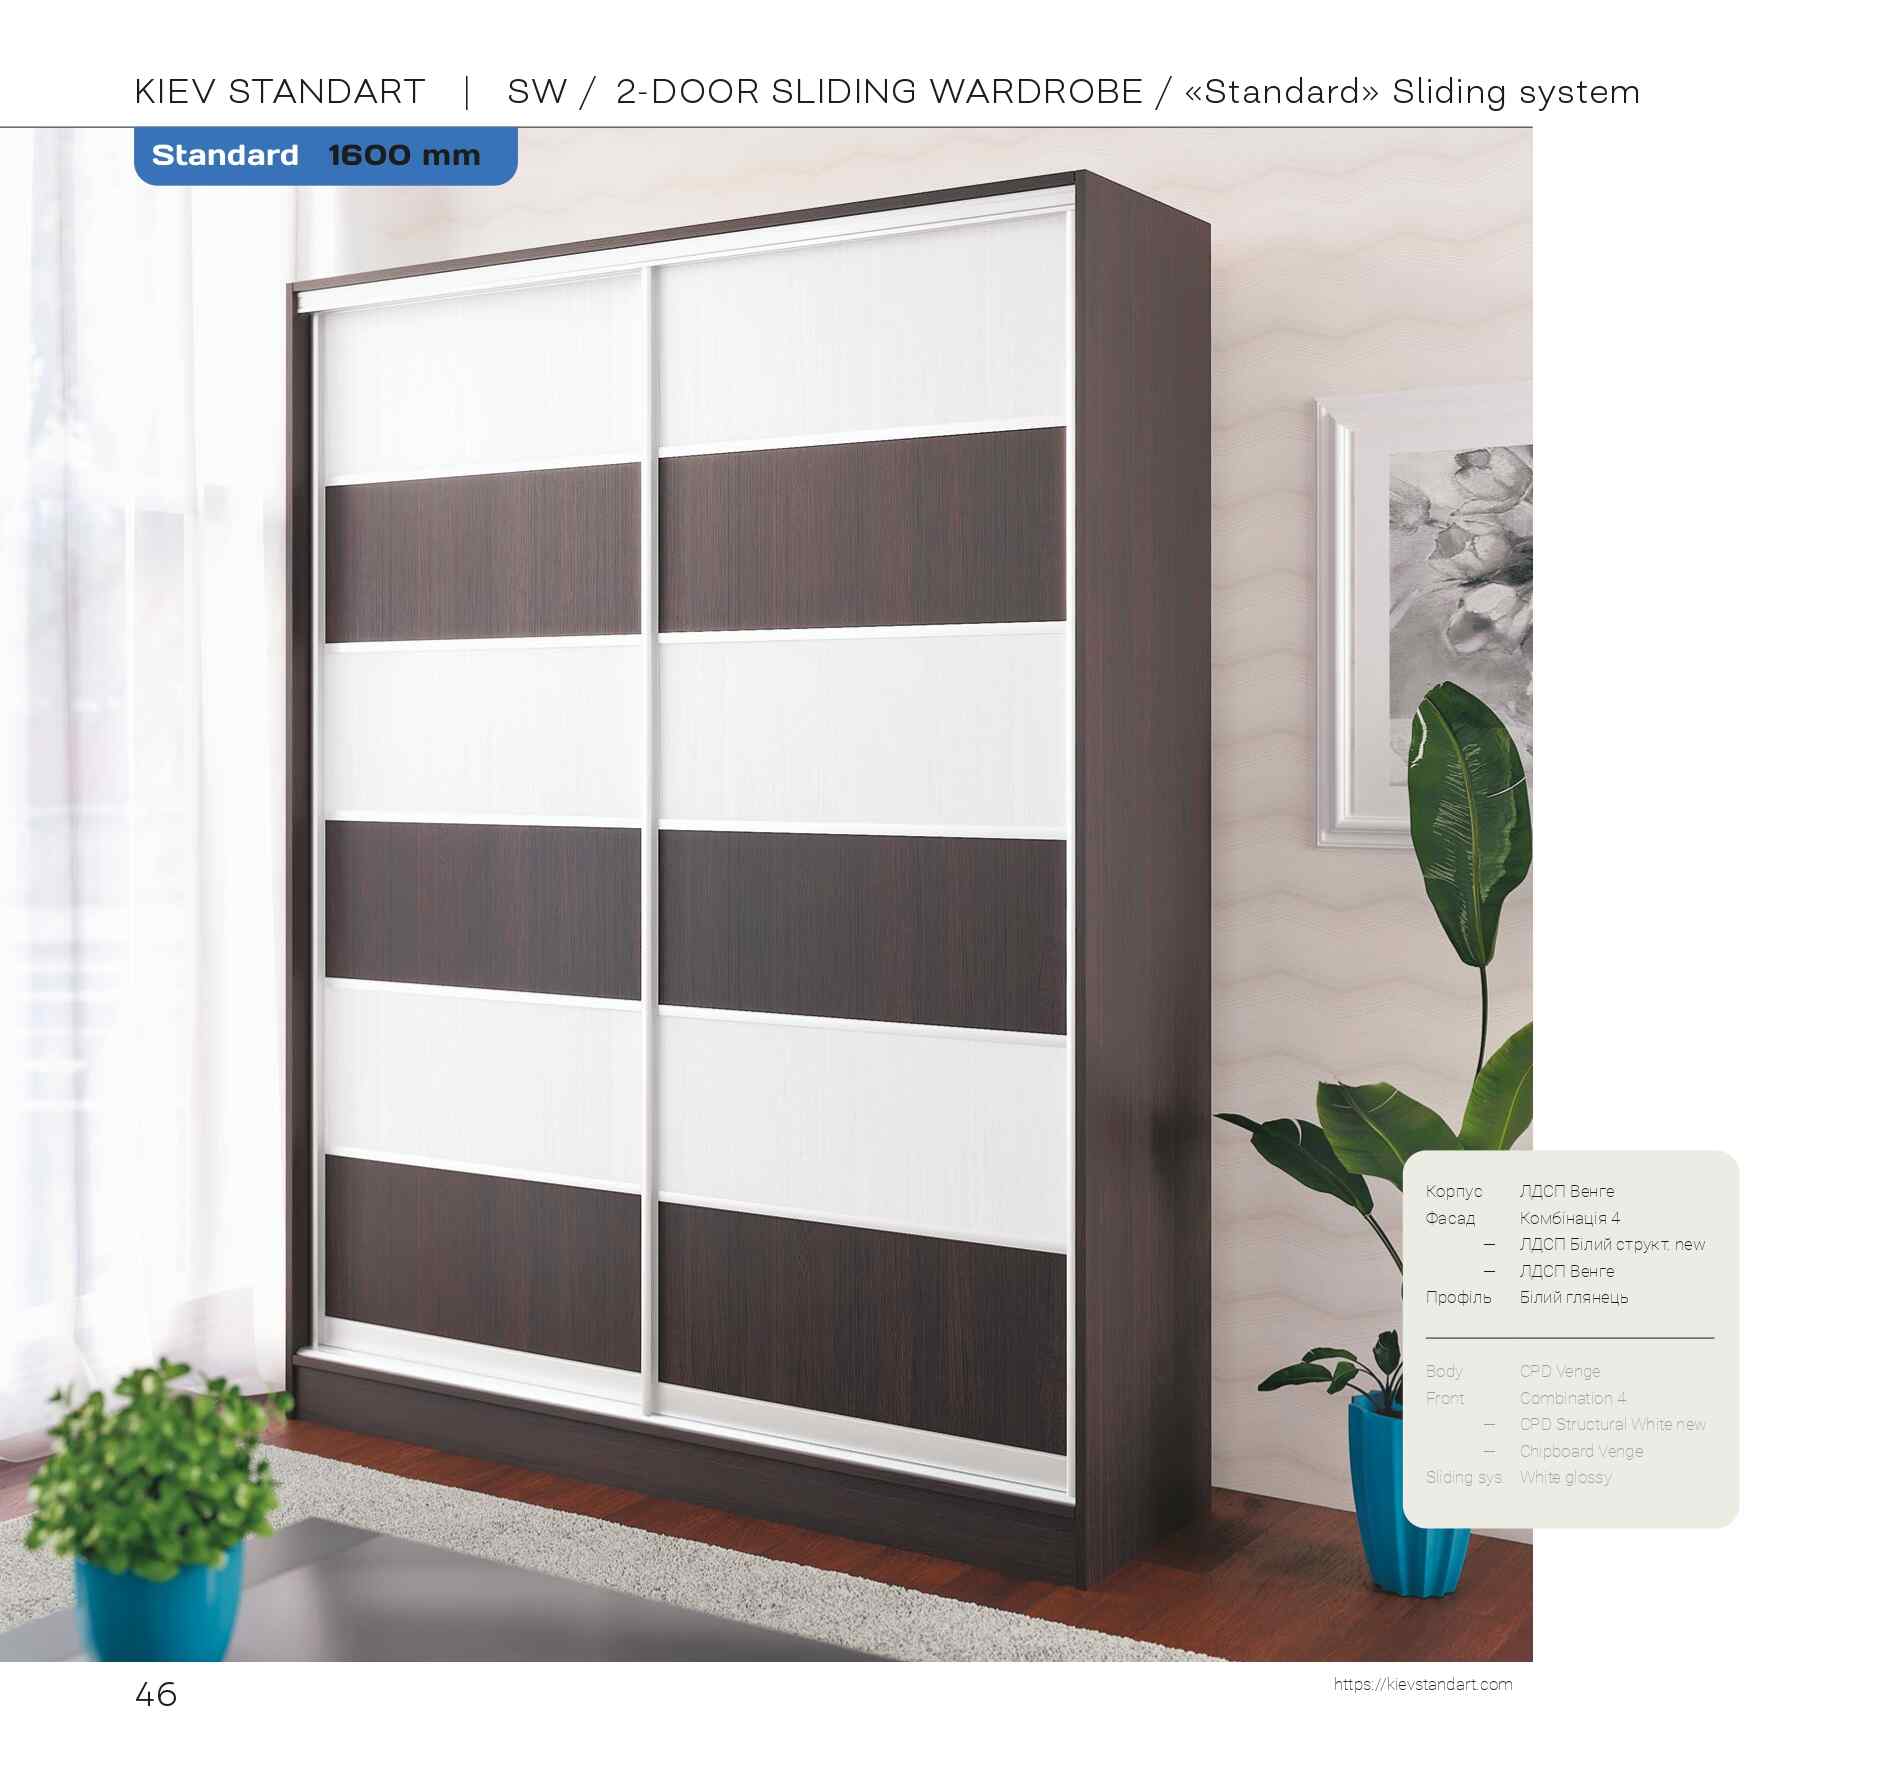 KIEV STANDART | SW / 2-DOOR SLIDING WARDROBE / «Standard» Sliding system
Standard 1600 mm
Корпус ЛДСП Венге
Фасад Комбінація 4
– ЛДСП Білий структ. new
– ЛДСП Венге
Профіль Білий глянець
Body CPD Venge
Front Combination 4
– CPD Structural White new
– Chipboard Venge
Sliding sys. White glossy
46
https://kievstandart.com